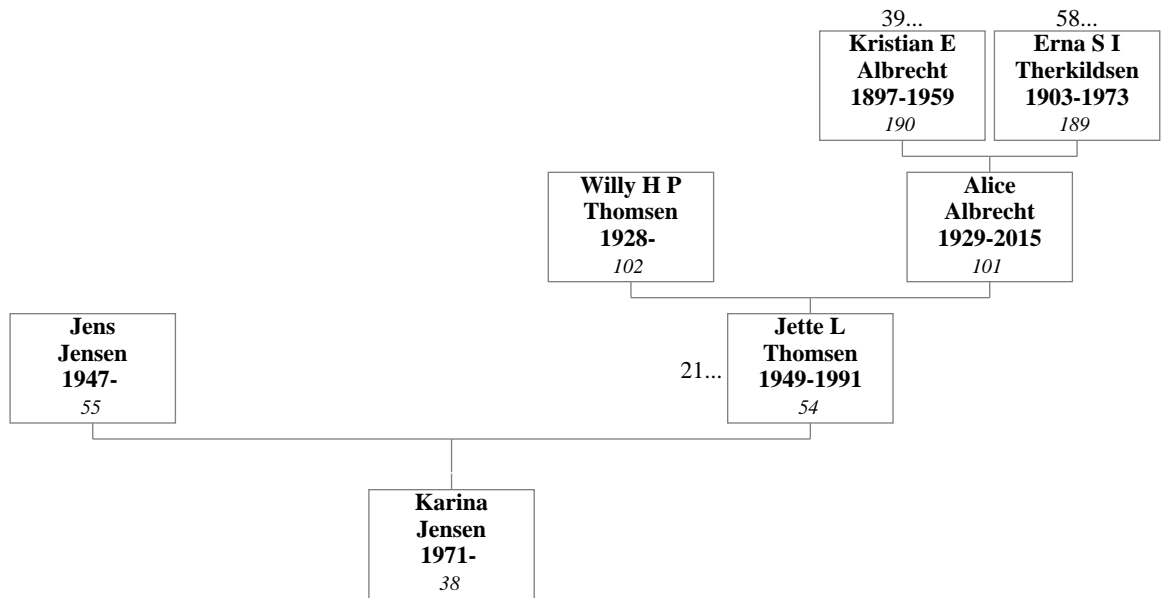 39...
58...
Kristian E
Albrecht
1897-1959
190
Erna S I
Therkildsen
1903-1973
189
Willy H P
Thomsen
1928-
102
Alice
Albrecht
1929-2015
101
Jens
Jensen
1947-
55
21...
Jette L
Thomsen
1949-1991
54
Karina
Jensen
1971-
38